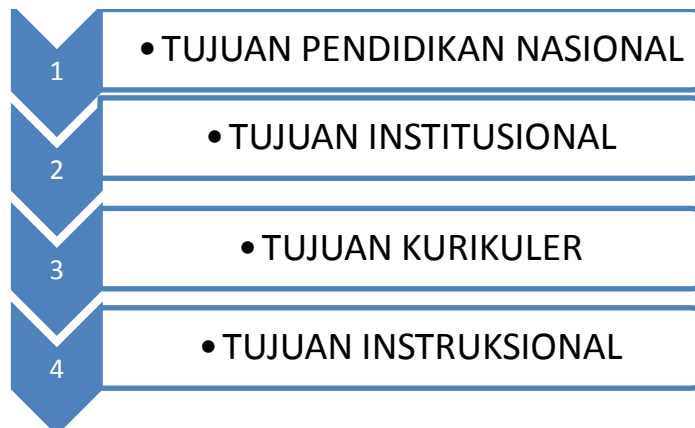 1
• TUJUAN PENDIDIKAN NASIONAL
2
• TUJUAN INSTITUSIONAL
3
• TUJUAN KURIKULER
4
• TUJUAN INSTRUKSIONAL